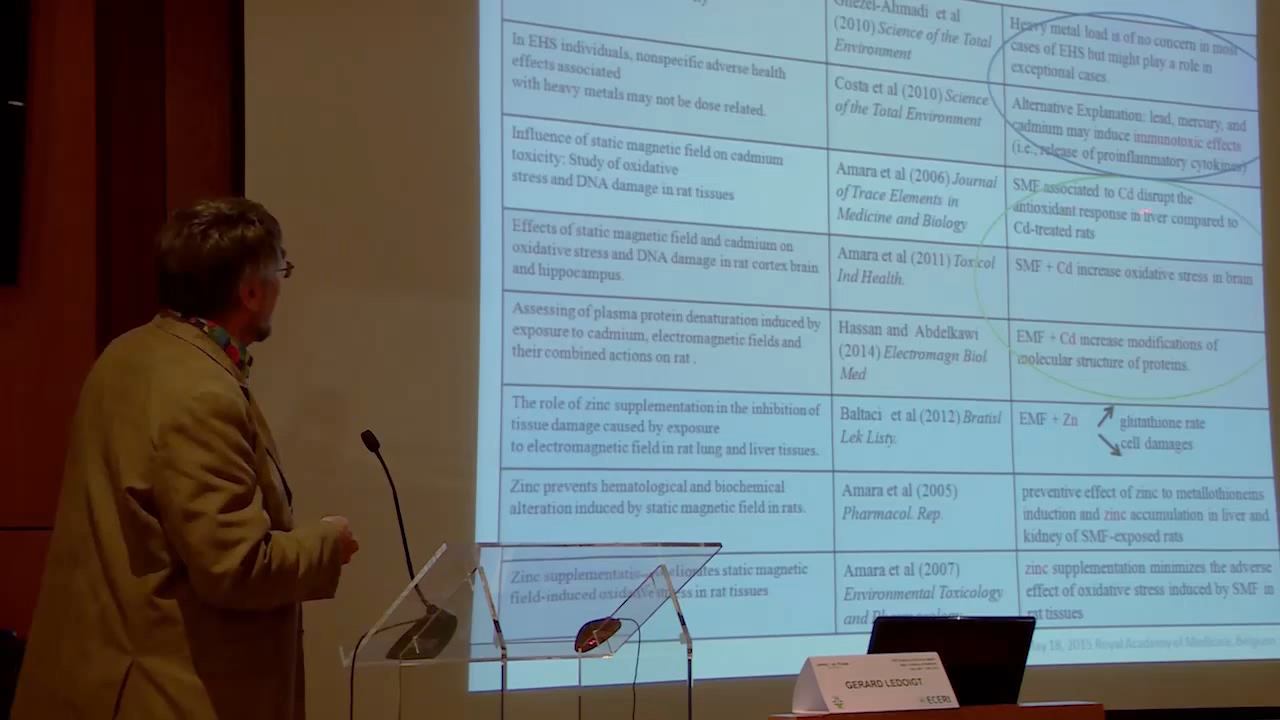 Guezel-Ahmadi et al
(2010) Science of the Total
Environment
Heavy metal load is of no concern in most
cases of EHS but might play a role in
exceptional cases.
In EHS individuals, nonspecific adverse health
effects associated
with heavy metals may not be dose related.
Costa et al (2010) Science
of the Total Environment
Alternative Explanation: lead, mercury, and
cadmium may induce immunotoxic effects
(i.e., release of proinflammatory cytokines)
Influence of static magnetic field on cadmium
toxicity: Study of oxidative
stress and DNA damage in rat tissues
Amara et al (2006) Journal
of Trace Elements in
Medicine and Biology
SMF associated to Cd disrupt the
antioxidant response in liver compared to
Cd-treated rats
Effects of static magnetic field and cadmium on
oxidative stress and DNA damage in rat cortex brain
and hippocampus.
Amara et al (2011) Toxicol
Ind Health.
SMF + Cd increase oxidative stress in brain
Assessing of plasma protein denaturation induced by
exposure to cadmium, electromagnetic fields and
their combined actions on rat .
Hassan and Abdelkawi
(2014) Electromagn Biol
Med
EMF + Cd increase modifications of
molecular structure of proteins.
The role of zinc supplementation in the inhibition of
tissue damage caused by exposure
to electromagnetic field in rat lung and liver tissues.
Baltaci et al (2012) Bratisl
Lek Listy.
EMF + Zn
glutathione rate
cell damages
Zinc prevents hematological and biochemical
alteration induced by static magnetic field in rats.
Amara et al (2005)
Pharmacol. Rep.
preventive effect of zinc to metallothionems
induction and zinc accumulation in liver and
kidney of SMF-exposed rats
Zinc supplementation ameliorates static magnetic
field-induced oxidative stress in rat tissues
Amara et al (2007)
Environmental Toxicology
and
zinc supplementation minimizes the adverse
effect of oxidative stress induced by SMF in
rat tissues
May 18, 2015 Royal Academy of Medicine, Belgium
GERARD LEDOIGT
ECERI